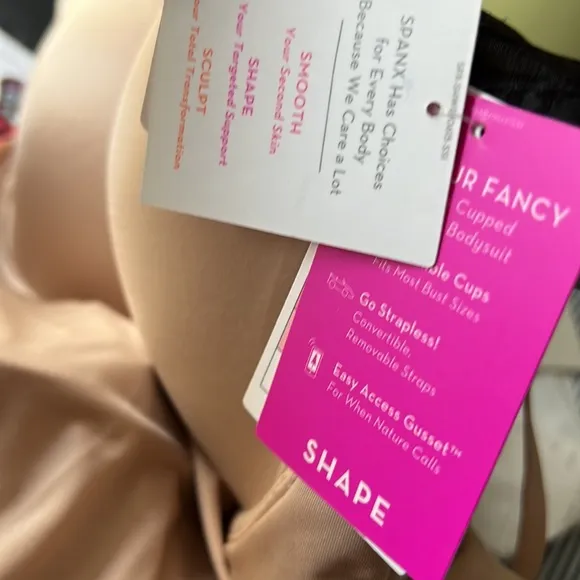 SPANX Has Choices
for Every Body
Because We Care a Lot
SMOOTH
Your Second Skin
SHAPE
Your Targeted Support
SCULPT
Your Total Transformation
UR FANCY
Cupped
Bodysuit
ble Cups
Fits Most Bust Sizes
Go Strapless!
Convertible,
Removable Straps
Easy Access Gusset™
For When Nature Calls
SHAPE